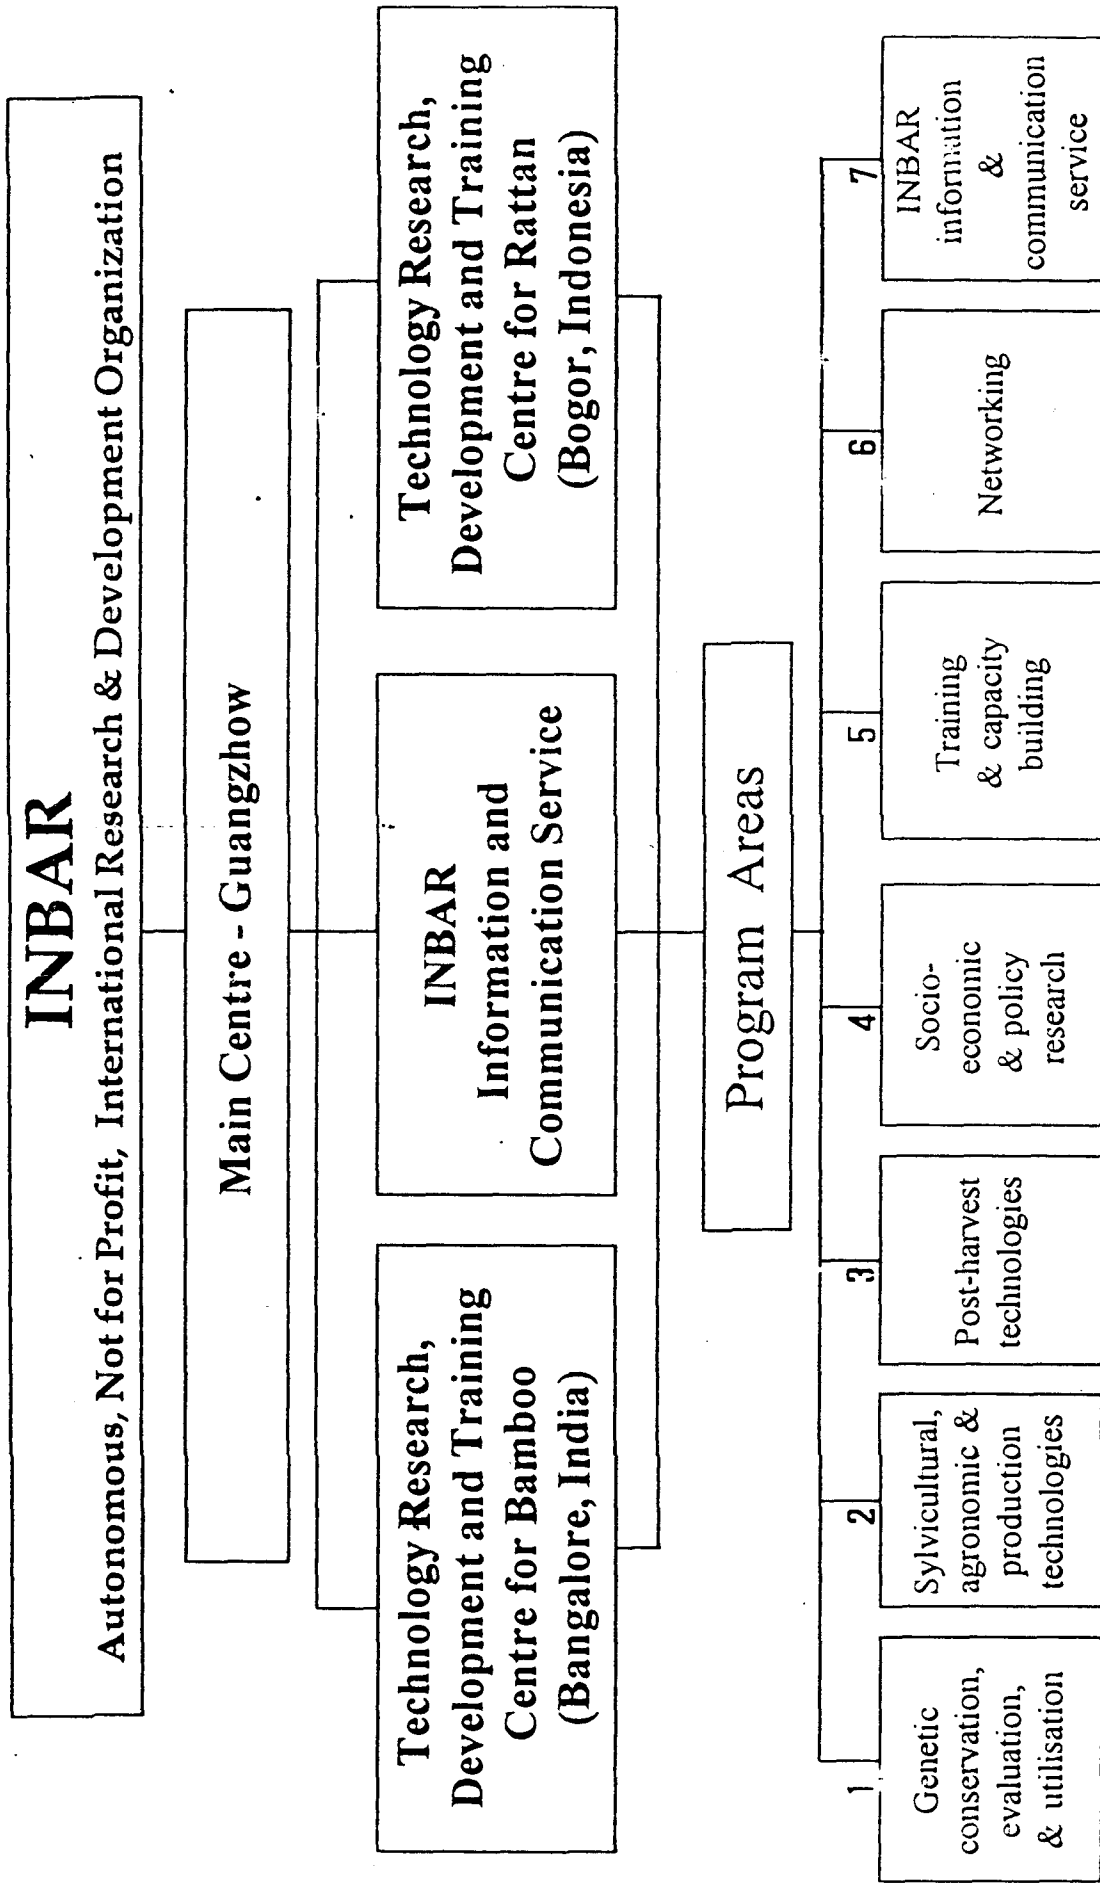 INBAR
Autonomous, Not for Profit, International Research & Development Organization
Main Centre - Guangzhow
Technology Research,
Development and Training
Centre for Bamboo
(Bangalore, India)
INBAR
Information and
Communication Service
Technology Research,
Development and Training
Centre for Rattan
(Bogor, Indonesia)
Program Areas
1
Genetic
conservation,
evaluation,
& utilisation
2
Sylvicultural,
agronomic &
production
technologies
3
Post-harvest
technologies
4
Socio-
economic
& policy
research
5
Training
& capacity
building
6
Networking
7
INBAR
information
&
communication
service